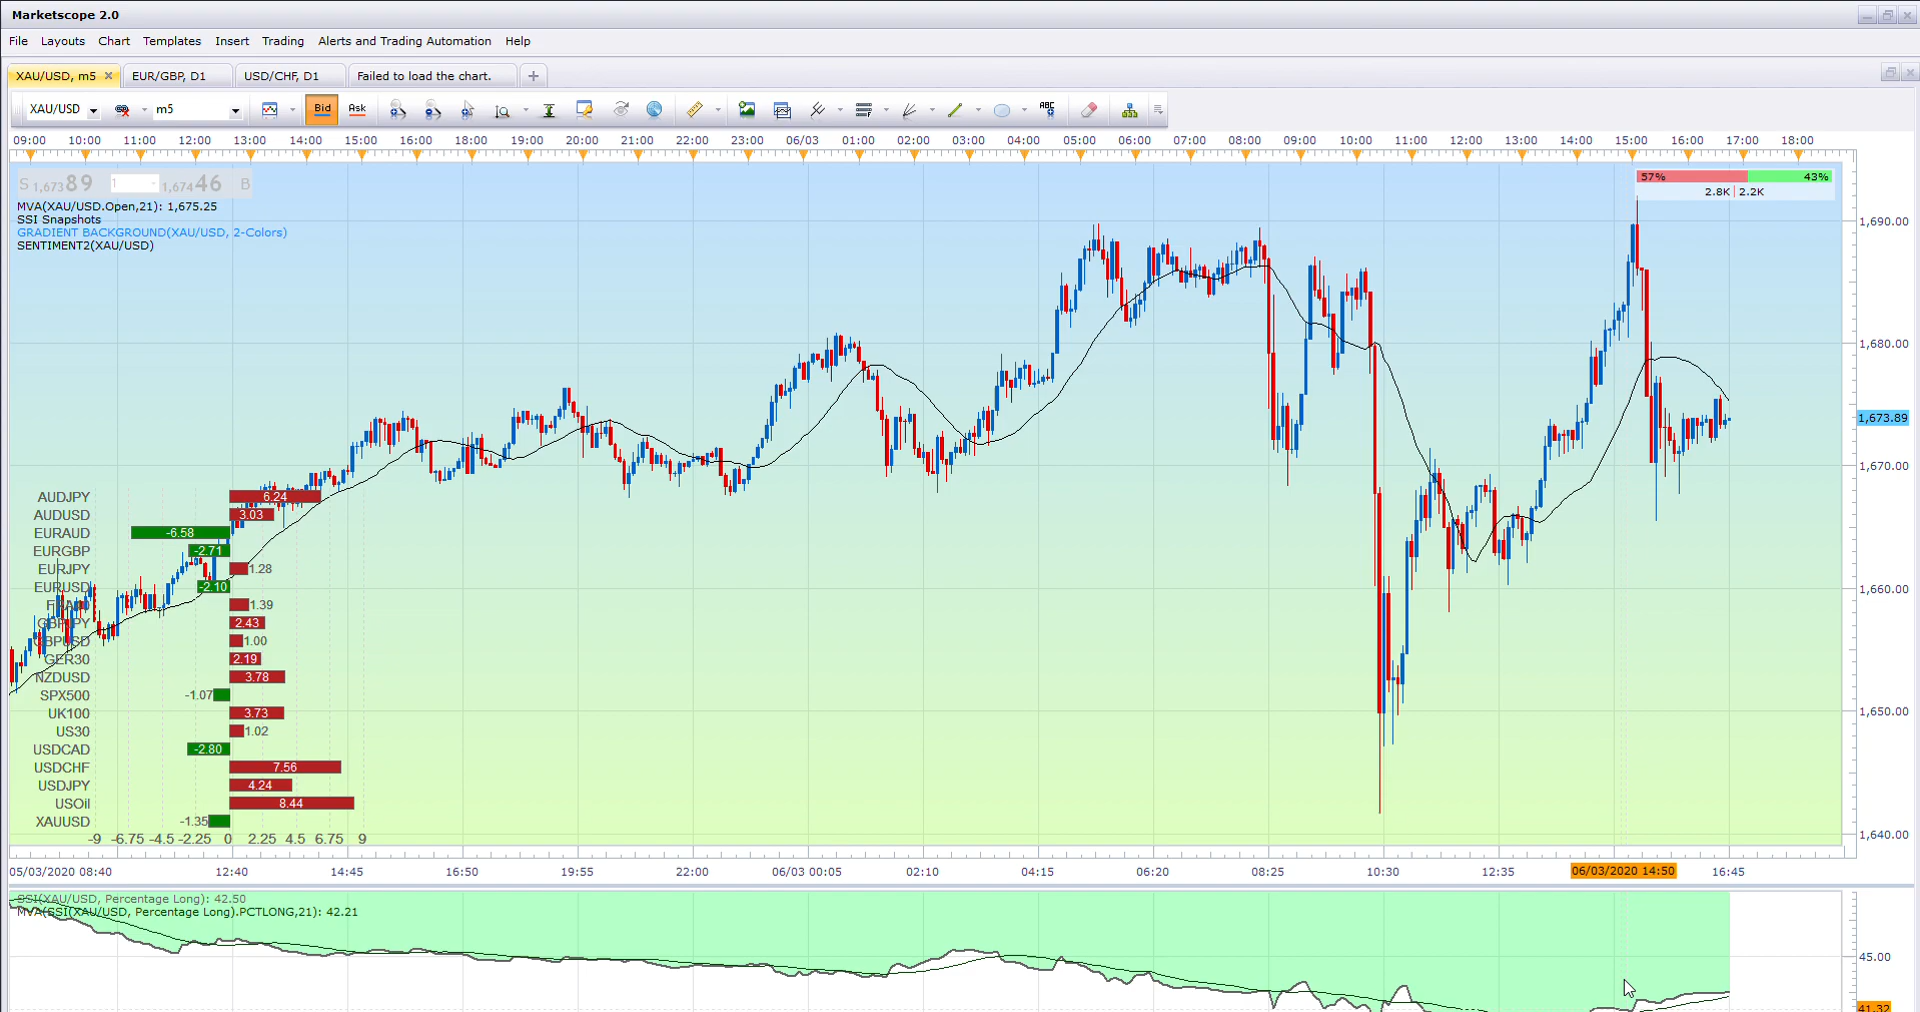 Marketscope 2.0
File Layouts Chart Templates Insert Trading Alerts and Trading Automation Help
XAU/USD, m5 EUR/GBP, D1 USD/CHF, D1 Failed to load the chart.
XAU/USD m5 Bid Ask ABC
09:00 10:00 11:00 12:00 13:00 14:00 15:00 16:00 17:00 18:00 19:00 20:00 21:00 22:00 23:00 06/03 01:00 02:00 03:00 04:00 05:00 06:00 07:00 08:00 09:00 10:00 11:00 12:00 13:00 14:00 15:00 16:00 17:00 18:00
S 1,67389 1 1,67446 B
57% 43%
2.8K | 2.2K
MVA(XAU/USD.Open,21): 1,675.25
SSI Snapshots
GRADIENT BACKGROUND(XAU/USD, 2-Colors)
SENTIMENT2(XAU/USD)
1,690.00
1,680.00
1,673.89
1,670.00
1,660.00
1,650.00
1,640.00
AUDJPY 6.24
AUDUSD 3.03
EURAUD -6.58
EURGBP -2.71
EURJPY 1.28
EURUSD -2.10
1.39
GBPJPY 2.43
GBPUSD 1.00
GER30 2.19
NZDUSD 3.78
SPX500 -1.07
UK100 3.73
US30 1.02
USDCAD -2.80
USDCHF 7.56
USDJPY 4.24
USOil 8.44
XAUUSD -1.35
-9 -6.75 -4.5 -2.25 0 2.25 4.5 6.75 9
05/03/2020 08:40 12:40 14:45 16:50 19:55 22:00 06/03 00:05 02:10 04:15 06:20 08:25 10:30 12:35 06/03/2020 14:50 16:45
SSI(XAU/USD, Percentage Long): 42.50
MVA(SSI(XAU/USD, Percentage Long).PCTLONG,21): 42.21
45.00
41.32